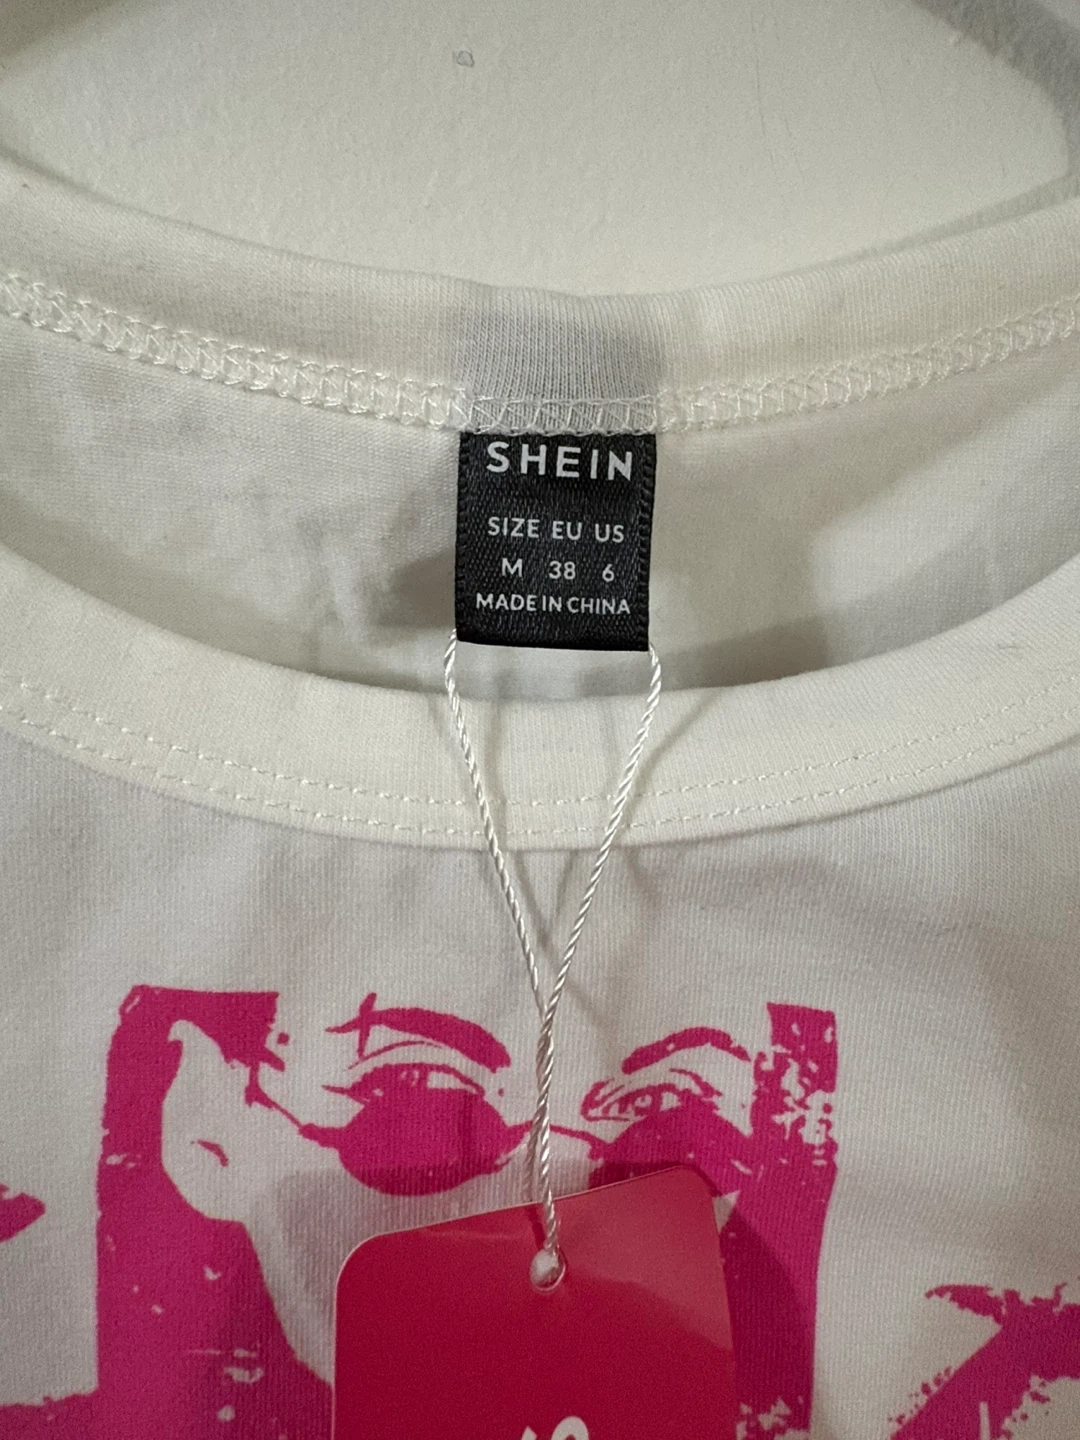 SHEIN
SIZE EU US
M 38 6
MADE IN CHINA